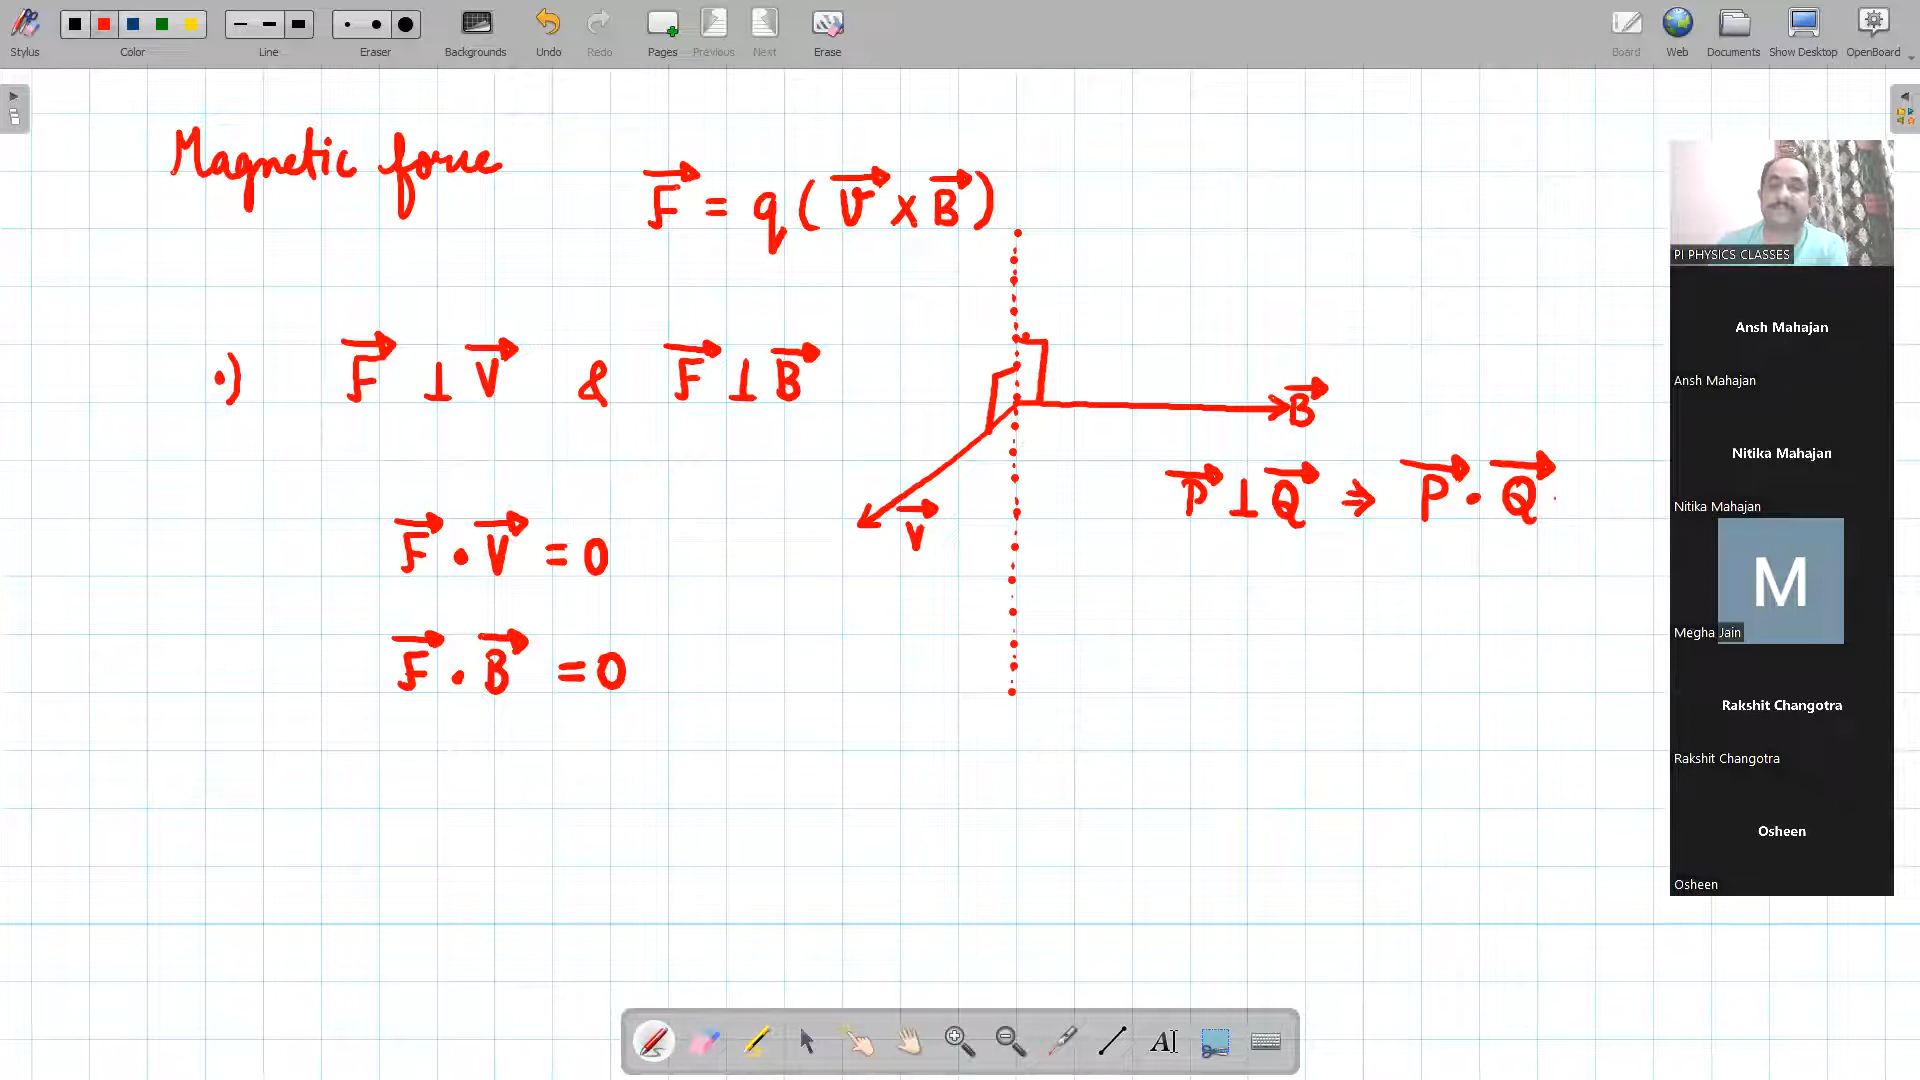 Stylus
Color
Line
Eraser
Backgrounds
Undo
Redo
Pages
Previous
Next
Erase
Board
Web
Documents
Show Desktop
OpenBoard
Magnetic force
F⃗ = q ( V⃗ × B⃗ )
•) F⃗ ⊥ V⃗ & F⃗ ⊥ B⃗
B⃗
V⃗
P⃗ ⊥ Q⃗ ⇒ P⃗ • Q⃗
F⃗ • V⃗ = 0
F⃗ • B⃗ = 0
PI PHYSICS CLASSES
Ansh Mahajan
Ansh Mahajan
Nitika Mahajan
Nitika Mahajan
M
Megha Jain
Rakshit Changotra
Rakshit Changotra
Osheen
Osheen